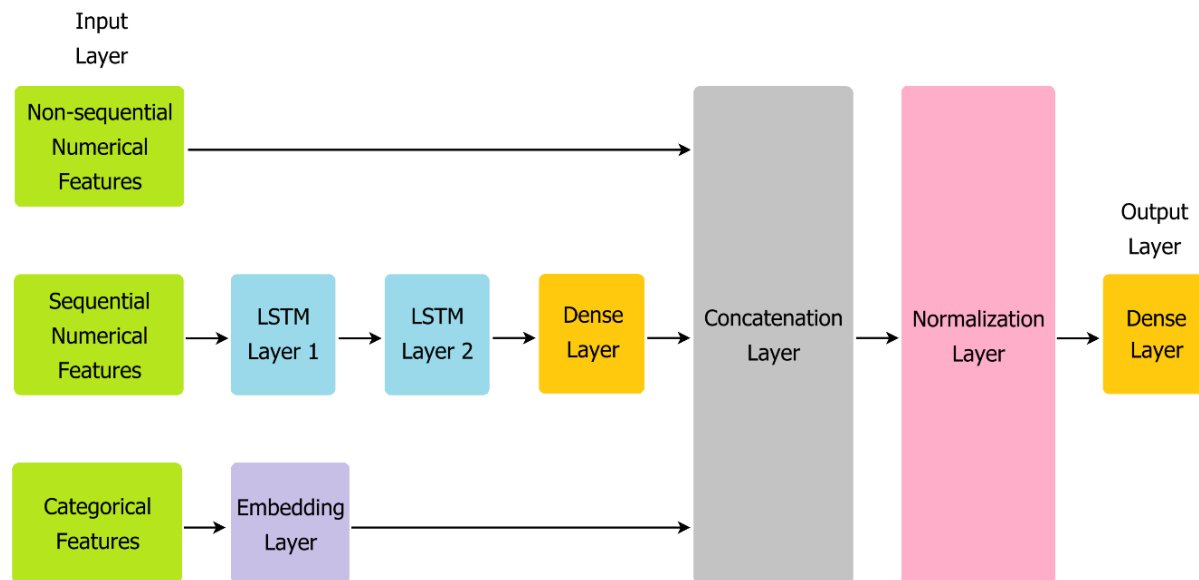 Input
Layer
Non-sequential
Numerical
Features
Sequential
Numerical
Features
LSTM
Layer 1
LSTM
Layer 2
Dense
Layer
Categorical
Features
Embedding
Layer
Concatenation
Layer
Normalization
Layer
Output
Layer
Dense
Layer